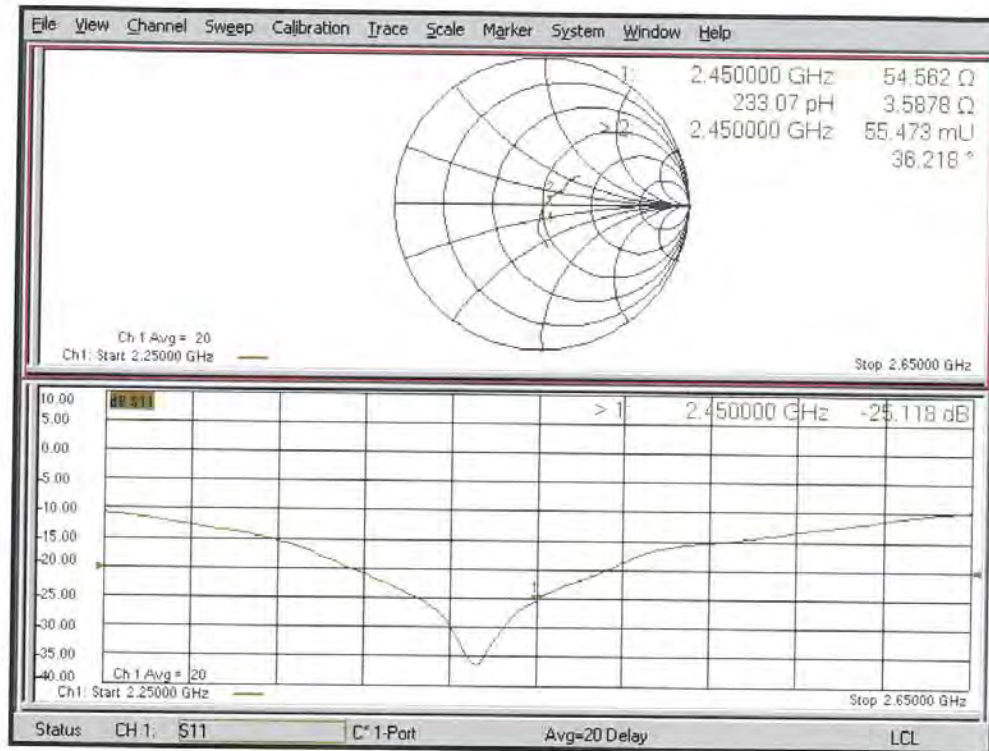 File View Channel Sweep Calibration Trace Scale Marker System Window Help
1: 2.450000 GHz 54.562 Ω
233.07 pH 3.5878 Ω
> 2: 2.450000 GHz 55.473 mU
36.218 °
Ch 1 Avg = 20
Ch1: Start 2.25000 GHz
Stop 2.65000 GHz
dB S11
> 1: 2.450000 GHz -25.118 dB
10.00
5.00
0.00
-5.00
-10.00
-15.00
-20.00
-25.00
-30.00
-35.00
-40.00
1
Ch 1 Avg = 20
Ch1: Start 2.25000 GHz
Stop 2.65000 GHz
Status CH 1: S11 C* 1-Port Avg=20 Delay LCL